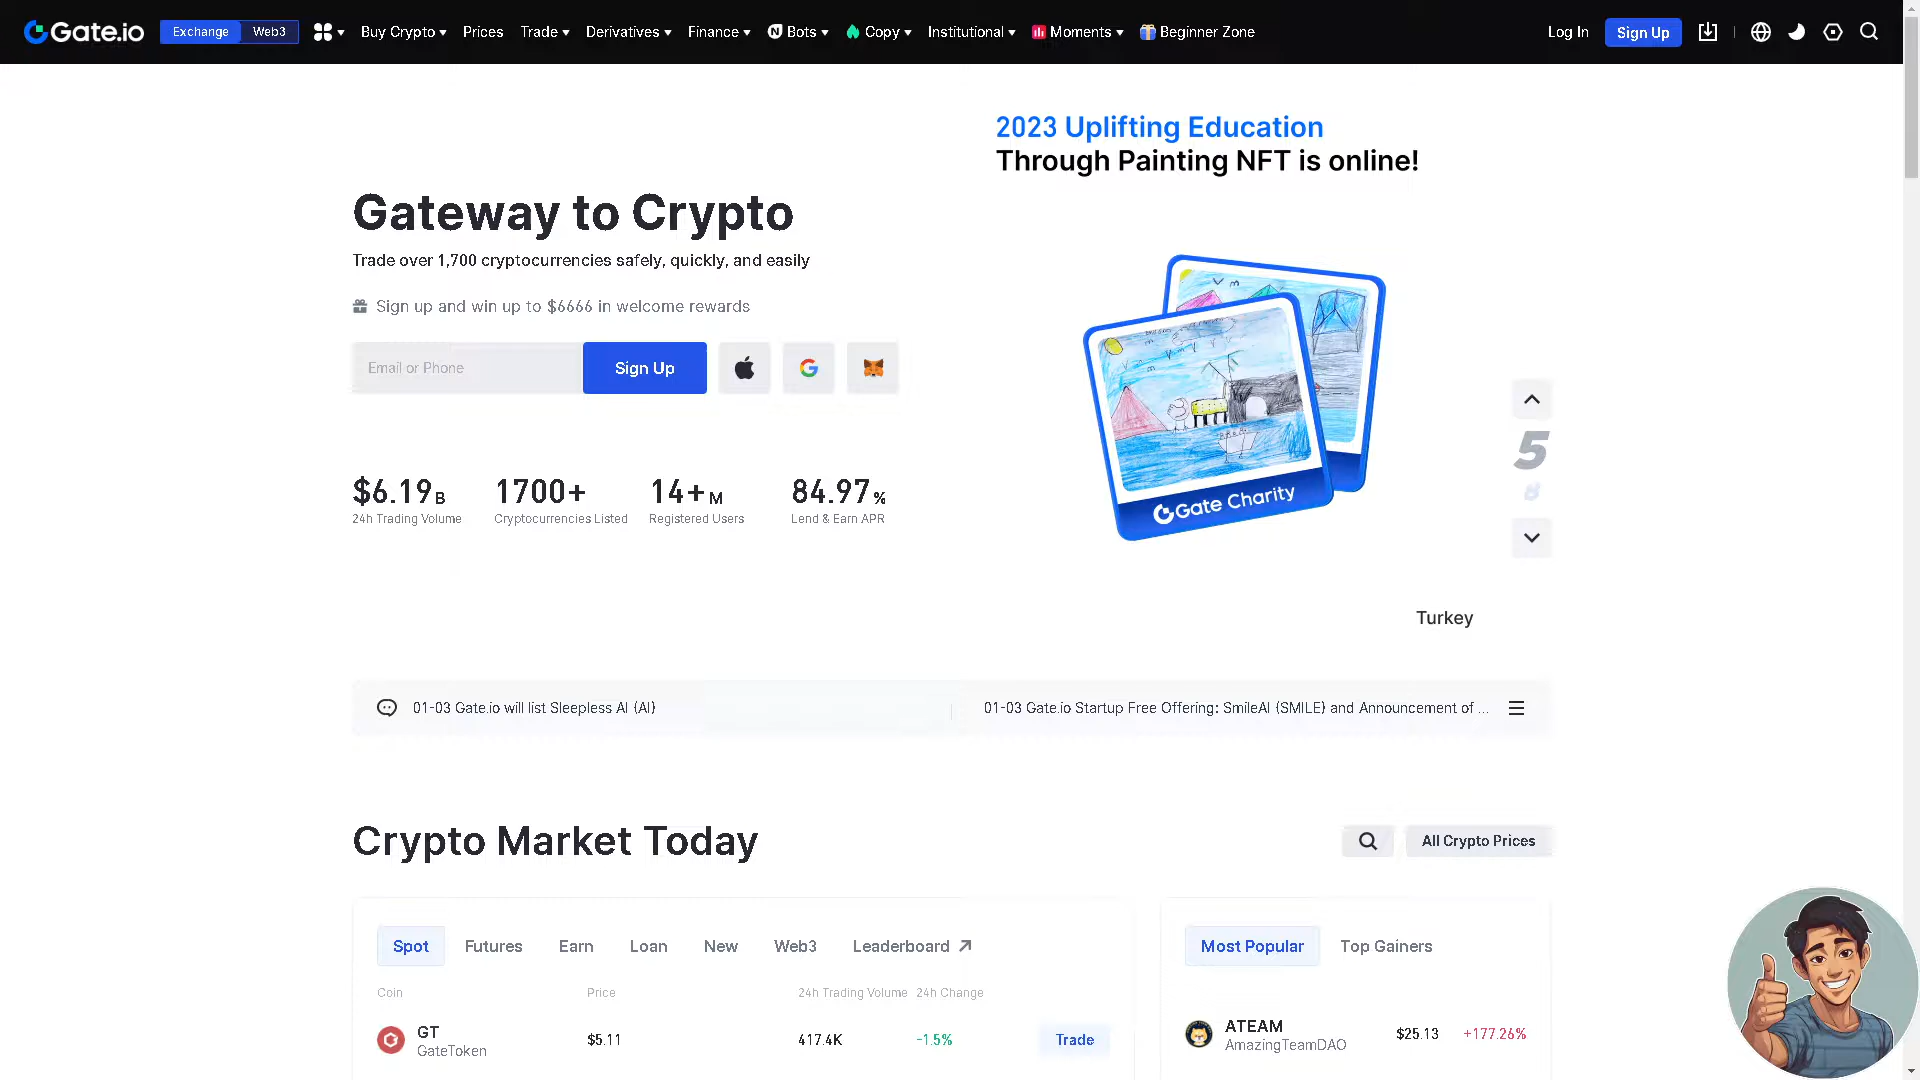 Gate.io
Exchange
Web3
Buy Crypto
Prices
Trade
Derivatives
Finance
Bots
Copy
Institutional
Moments
Beginner Zone
Log In
Sign Up
2023 Uplifting Education
Through Painting NFT is online!
Gateway to Crypto
Trade over 1,700 cryptocurrencies safely, quickly, and easily
Sign up and win up to $6666 in welcome rewards
Email or Phone
Sign Up
$6.19 B
24h Trading Volume
1700+
Cryptocurrencies Listed
14+ M
Registered Users
84.97 %
Lend & Earn APR
Gate Charity
5
8
Turkey
01-03 Gate.io will list Sleepless AI (AI)
01-03 Gate.io Startup Free Offering: SmileAI (SMILE) and Announcement of ...
Crypto Market Today
All Crypto Prices
Spot
Futures
Earn
Loan
New
Web3
Leaderboard
Coin
Price
24h Trading Volume
24h Change
GT
GateToken
$5.11
417.4K
-1.5%
Trade
Most Popular
Top Gainers
ATEAM
AmazingTeamDAO
$25.13
+177.26%